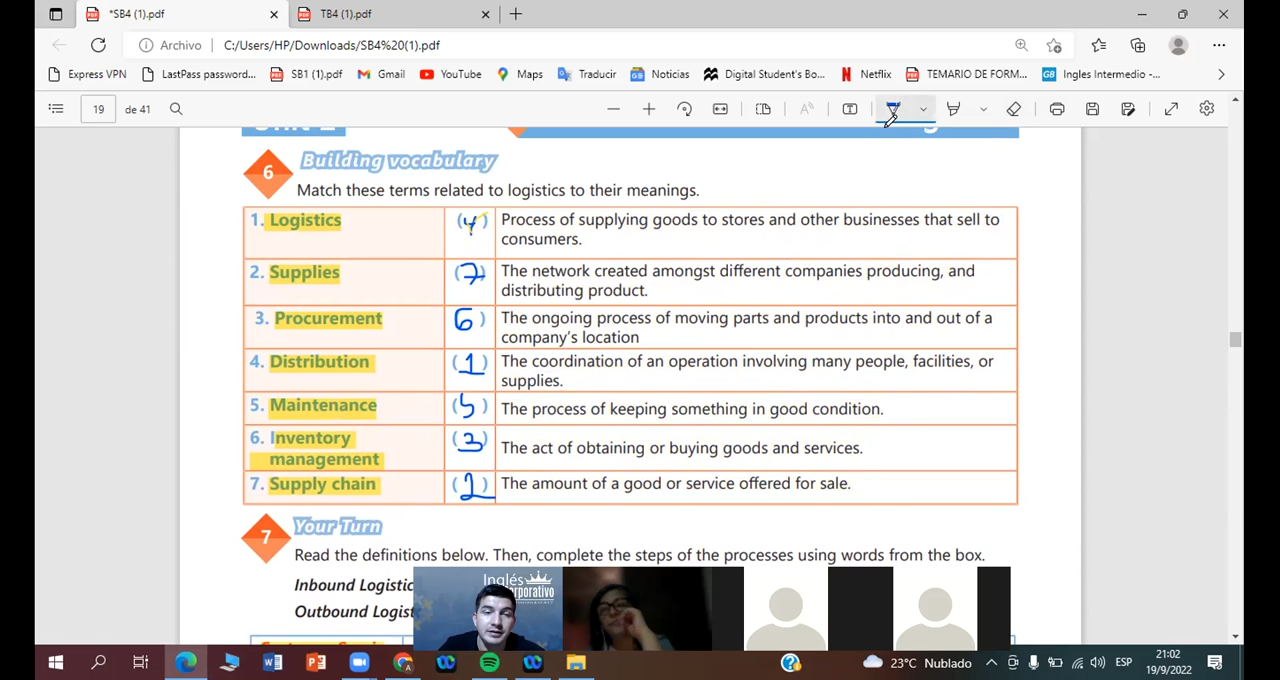 *SB4 (1).pdf
TB4 (1).pdf
Archivo C:/Users/HP/Downloads/SB4%20(1).pdf
Express VPN LastPass password... SB1 (1).pdf Gmail YouTube Maps Traducir Noticias Digital Student's Bo... Netflix TEMARIO DE FORM... Ingles Intermedio -...
19 de 41
6 Building vocabulary
Match these terms related to logistics to their meanings.
1. Logistics (4) Process of supplying goods to stores and other businesses that sell to
consumers.
2. Supplies (7) The network created amongst different companies producing, and
distributing product.
3. Procurement 6 ) The ongoing process of moving parts and products into and out of a
company's location
4. Distribution (1) The coordination of an operation involving many people, facilities, or
supplies.
5. Maintenance (5) The process of keeping something in good condition.
6. Inventory
management (3) The act of obtaining or buying goods and services.
7. Supply chain (2) The amount of a good or service offered for sale.
7 Your Turn
Read the definitions below. Then, complete the steps of the processes using words from the box.
Inbound Logistic
Outbound Logist
Inglés
orporativo
23°C Nublado
ESP
21:02
19/9/2022